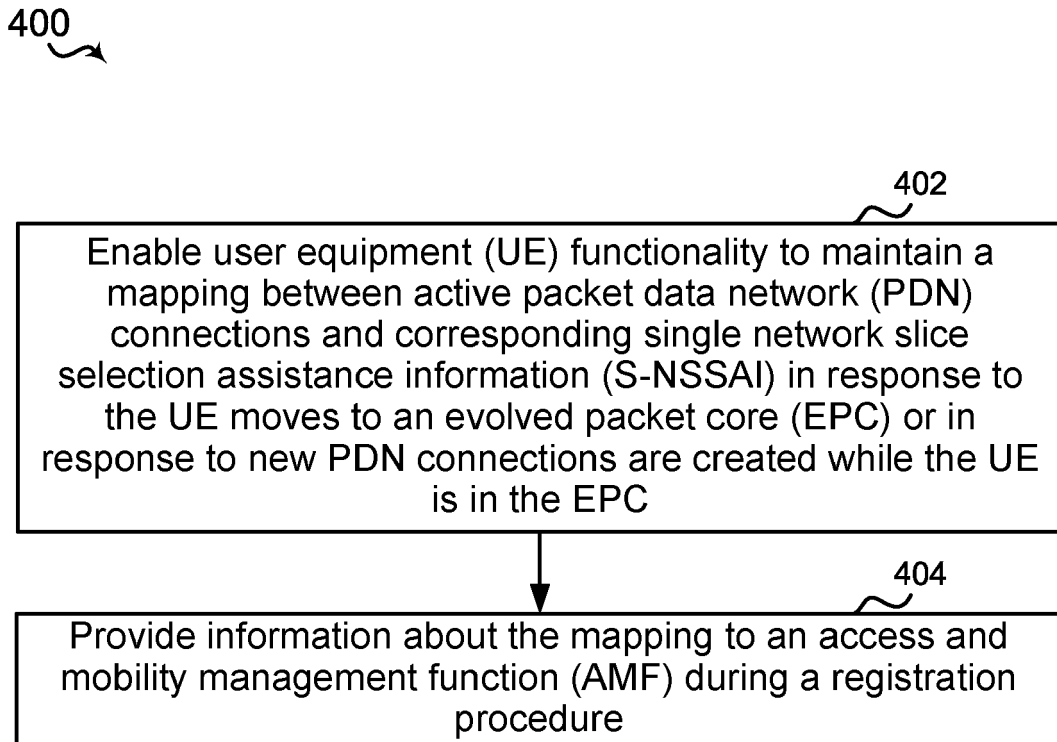 400
402
Enable user equipment (UE) functionality to maintain a
mapping between active packet data network (PDN)
connections and corresponding single network slice
selection assistance information (S-NSSAI) in response to
the UE moves to an evolved packet core (EPC) or in
response to new PDN connections are created while the UE
is in the EPC
404
Provide information about the mapping to an access and
mobility management function (AMF) during a registration
procedure